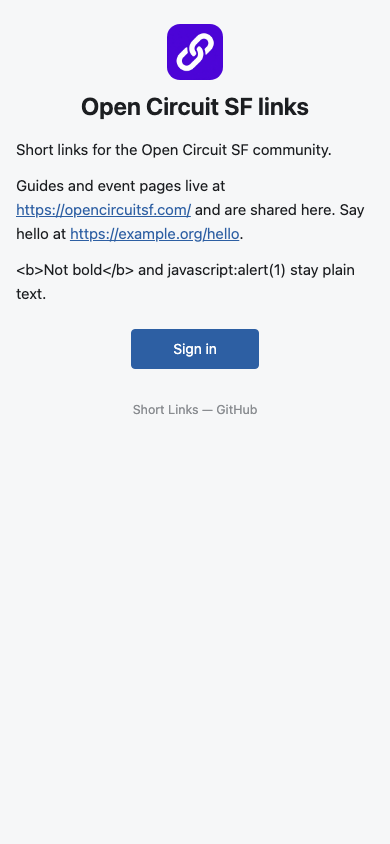 Open Circuit SF links
Short links for the Open Circuit SF community.
Guides and event pages live at
https://opencircuitsf.com/ and are shared here. Say
hello at https://example.org/hello.
<b>Not bold</b> and javascript:alert(1) stay plain
text.
Sign in
Short Links — GitHub